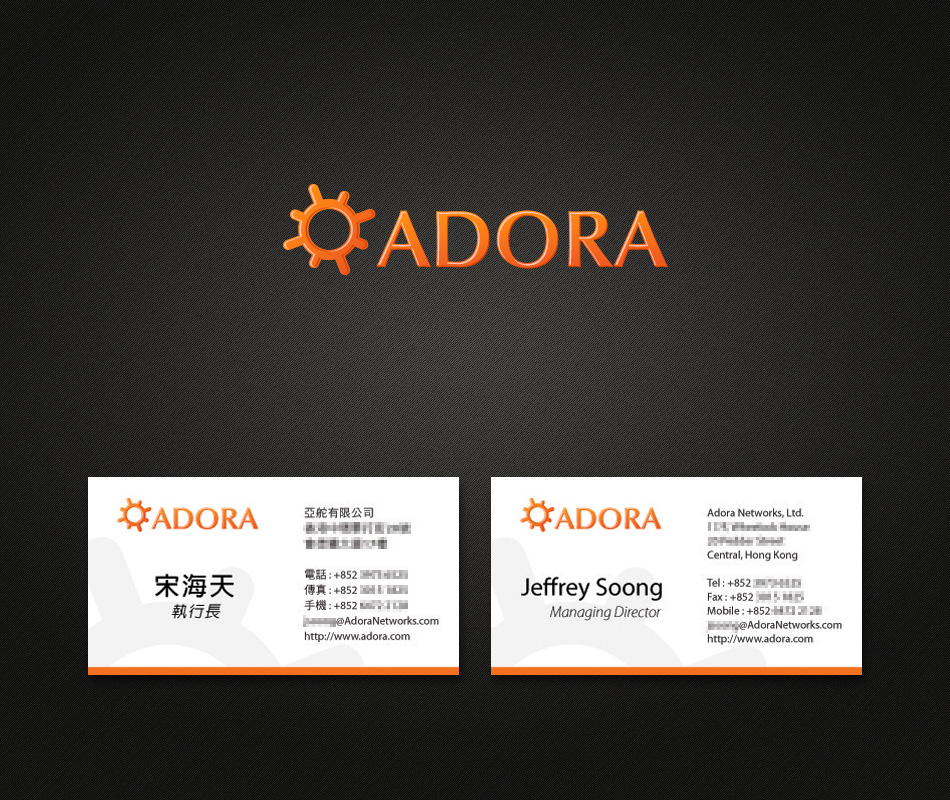 ADORA
ADORA
亞舵有限公司
宋海天
執行長
電話 : +852
傳真 : +852
手機 : +852
@AdoraNetworks.com
http://www.adora.com
ADORA
Jeffrey Soong
Managing Director
Adora Networks, Ltd.
Central, Hong Kong
Tel : +852
Fax : +852
Mobile : +852
@AdoraNetworks.com
http://www.adora.com